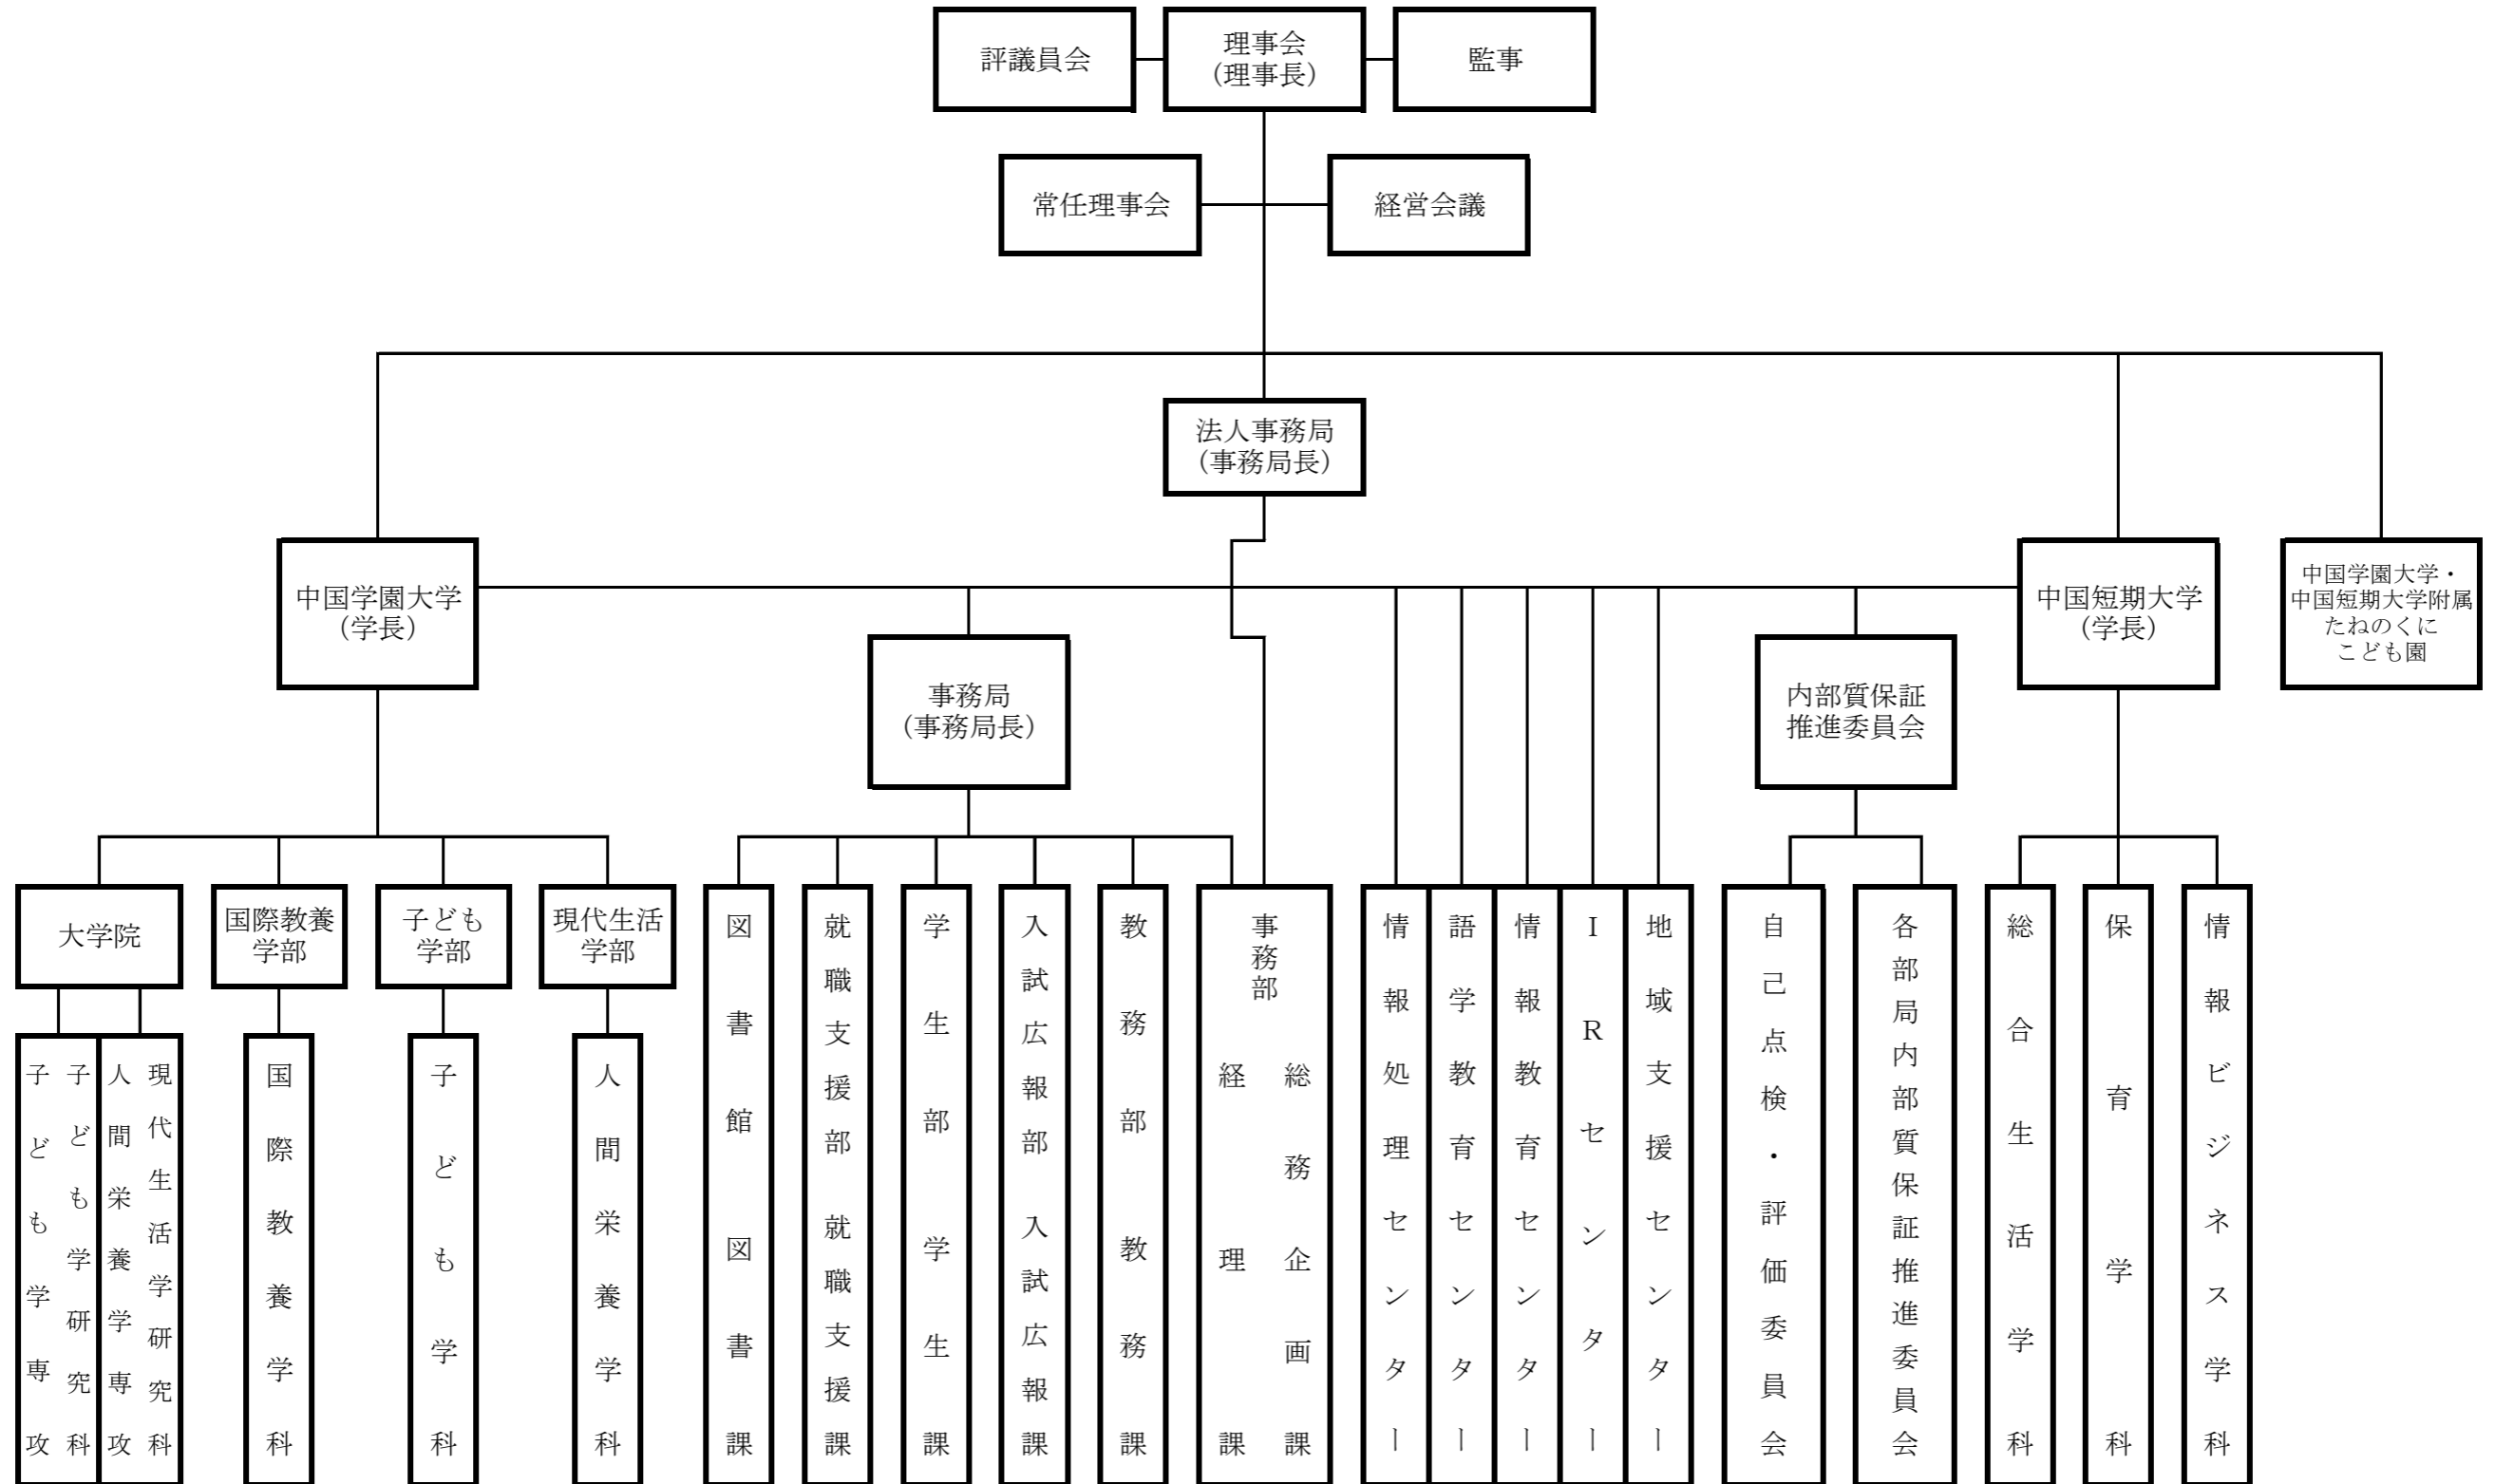 評議員会
理事会
（理事長）
監事
常任理事会
経営会議
法人事務局
（事務局長）
中国学園大学
（学長）
中国短期大学
（学長）
中国学園大学・
中国短期大学附属
たねのくに
こども園
事務局
（事務局長）
内部質保証
推進委員会
大学院
国際教養
学部
子ども
学部
現代生活
学部
子ども学研究科
子ども学専攻
現代生活学研究科
人間栄養学専攻
国際教養学科
子ども学科
人間栄養学科
図書館図書課
就職支援部就職支援課
学生部学生課
入試広報部入試広報課
教務部教務課
事務部
総務企画課
経理課
情報処理センター
語学教育センター
情報教育センター
ＩＲセンター
地域支援センター
自己点検・評価委員会
各部局内部質保証推進委員会
総合生活学科
保育学科
情報ビジネス学科